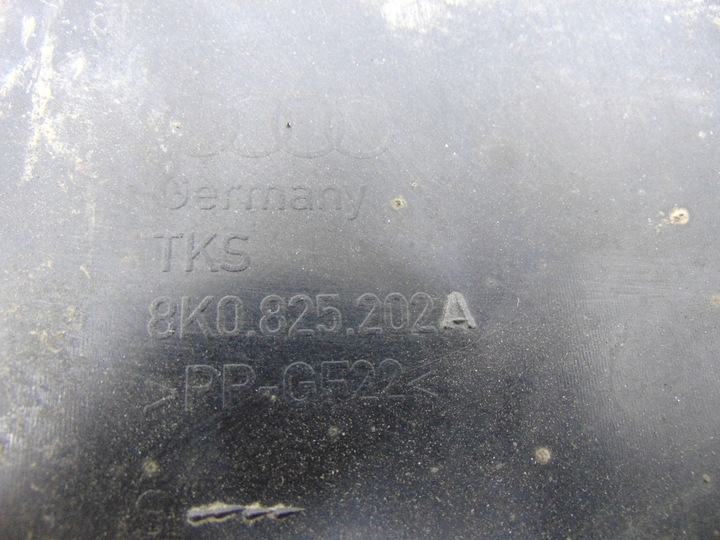 Germany
TKS
8K0.825.202A
>PP-GF22<